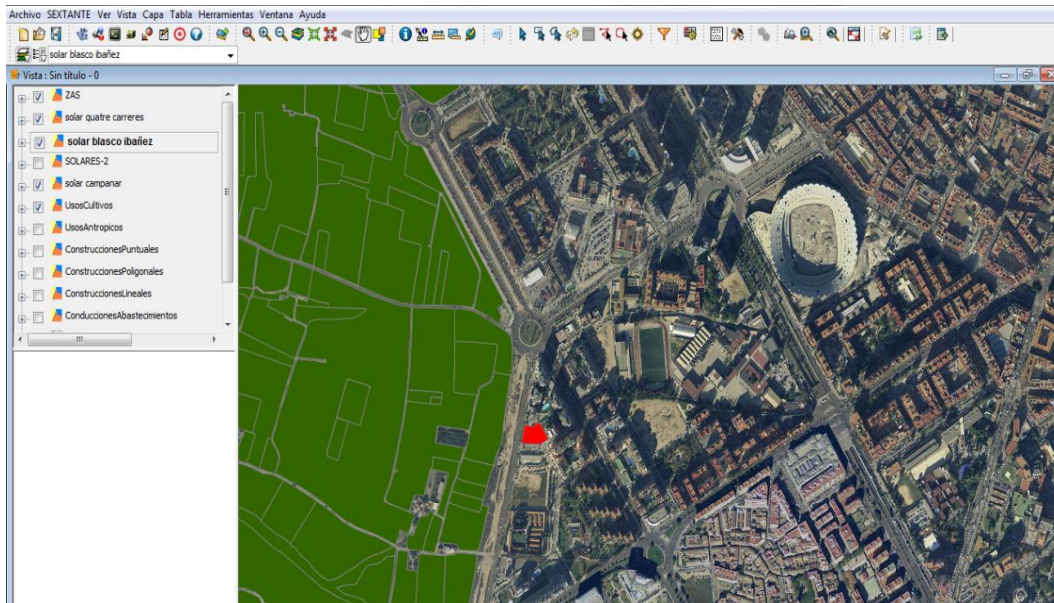 Archivo SEXTANTE Ver Vista Capa Tabla Herramientas Ventana Ayuda
solar blasco ibañez
Vista : Sin título - 0
ZAS
solar quatre carreres
solar blasco ibañez
SOLARES-2
solar campanar
UsosCultivos
UsosAntropicos
ConstruccionesPuntuales
ConstruccionesPoligonales
ConstruccionesLineales
ConduccionesAbastecimientos